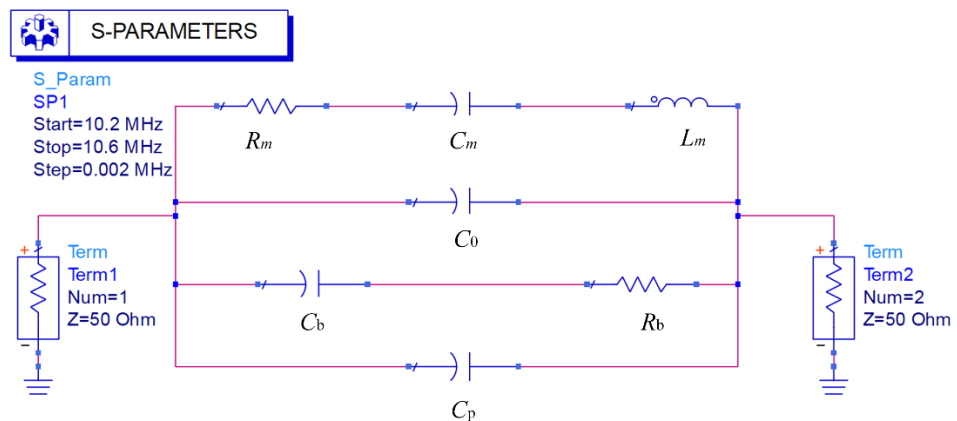 S-PARAMETERS
S_Param
SP1
Start=10.2 MHz
Stop=10.6 MHz
Step=0.002 MHz
Rm
Cm
Lm
C0
Cb
Rb
Cp
+
Term
Term1
Num=1
Z=50 Ohm
-
+
Term
Term2
Num=2
Z=50 Ohm
-